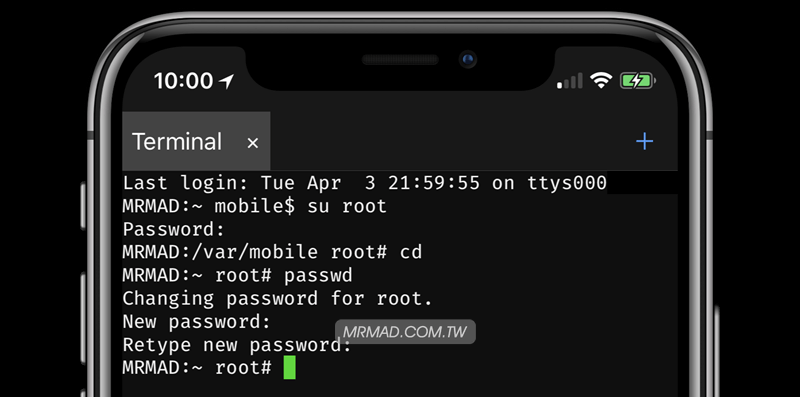 10:00
Terminal ×
+
Last login: Tue Apr  3 21:59:55 on ttys000
MRMAD:~ mobile$ su root
Password:
MRMAD:/var/mobile root# cd
MRMAD:~ root# passwd
Changing password for root.
New password:
MRMAD.COM.TW
Retype new password:
MRMAD:~ root#